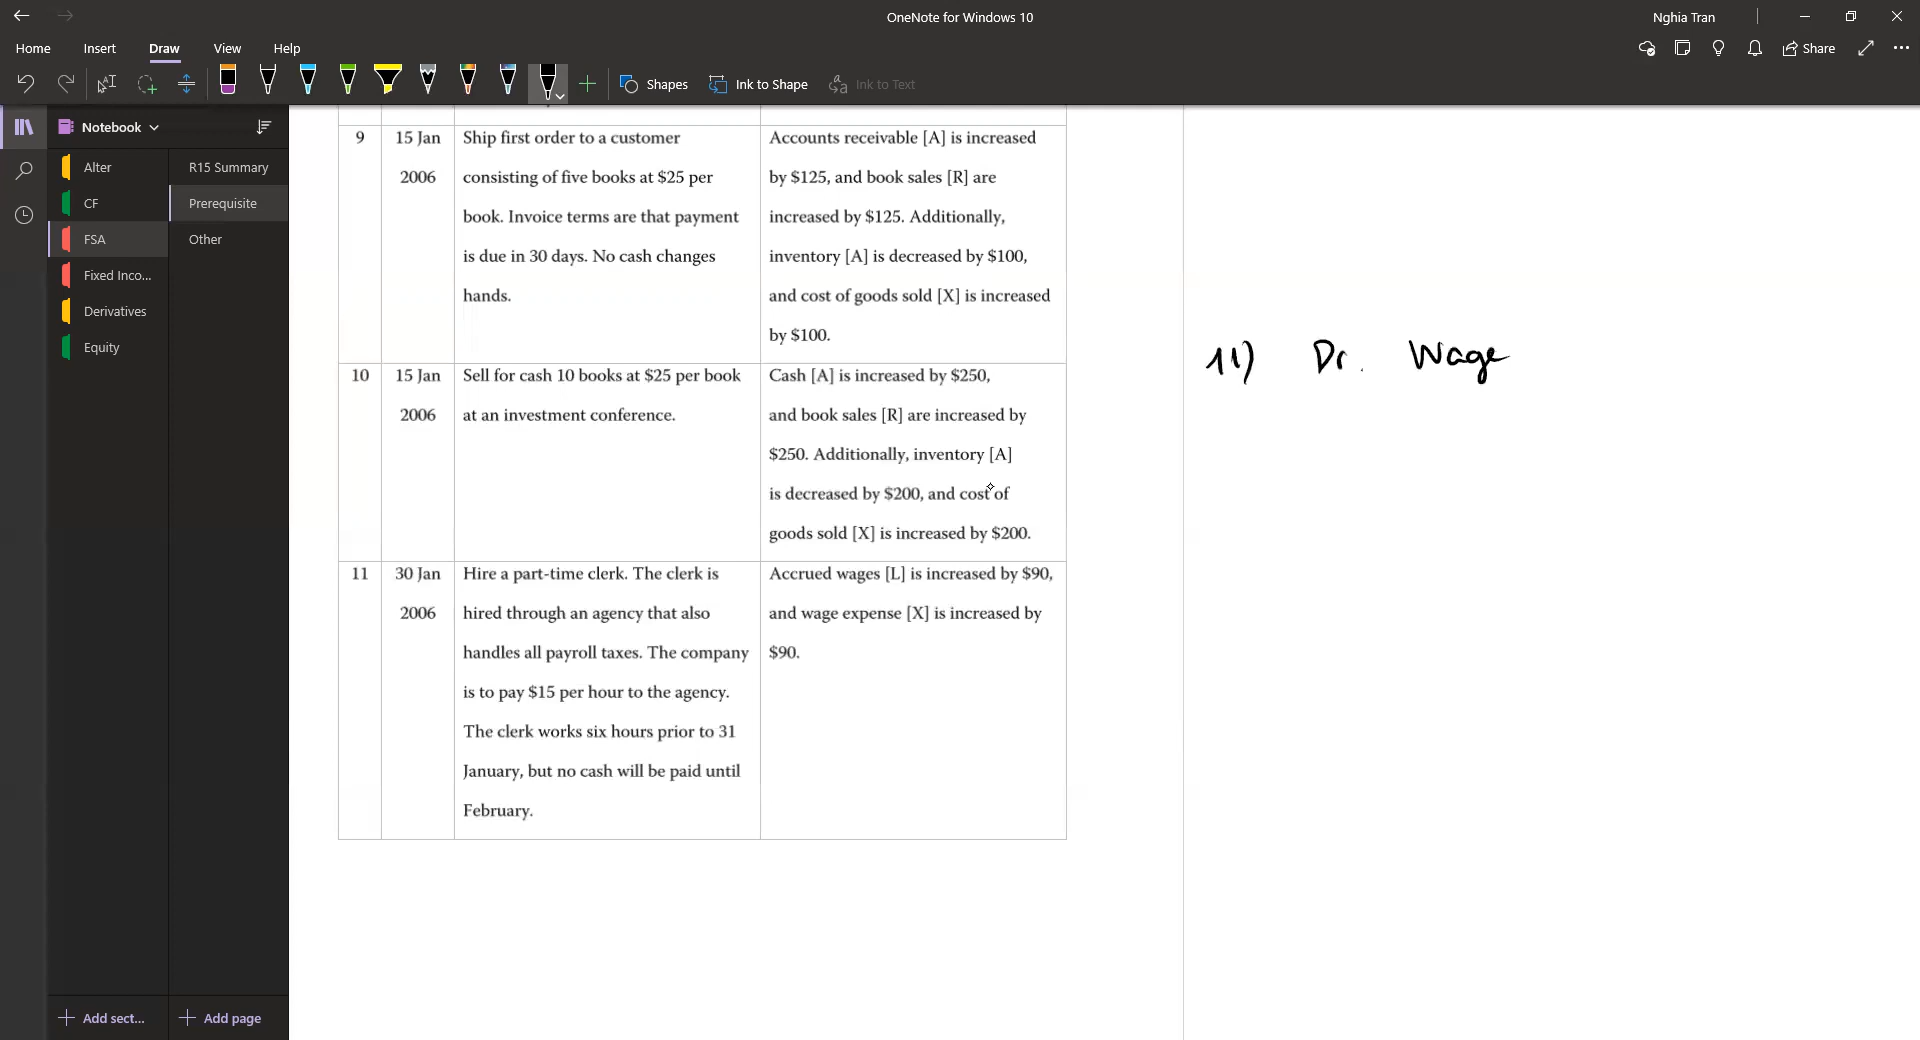 OneNote for Windows 10
Nghia Tran
Home Insert Draw View Help
Share
Shapes Ink to Shape Ink to Text
Notebook
Alter
CF
FSA
Fixed Inco...
Derivatives
Equity
R15 Summary
Prerequisite
Other
9
15 Jan
2006
Ship first order to a customer
consisting of five books at $25 per
book. Invoice terms are that payment
is due in 30 days. No cash changes
hands.
Accounts receivable [A] is increased
by $125, and book sales [R] are
increased by $125. Additionally,
inventory [A] is decreased by $100,
and cost of goods sold [X] is increased
by $100.
10
15 Jan
2006
Sell for cash 10 books at $25 per book
at an investment conference.
Cash [A] is increased by $250,
and book sales [R] are increased by
$250. Additionally, inventory [A]
is decreased by $200, and cost of
goods sold [X] is increased by $200.
11
30 Jan
2006
Hire a part-time clerk. The clerk is
hired through an agency that also
handles all payroll taxes. The company
is to pay $15 per hour to the agency.
The clerk works six hours prior to 31
January, but no cash will be paid until
February.
Accrued wages [L] is increased by $90,
and wage expense [X] is increased by
$90.
11) Dr. Wage
Add sect...
Add page